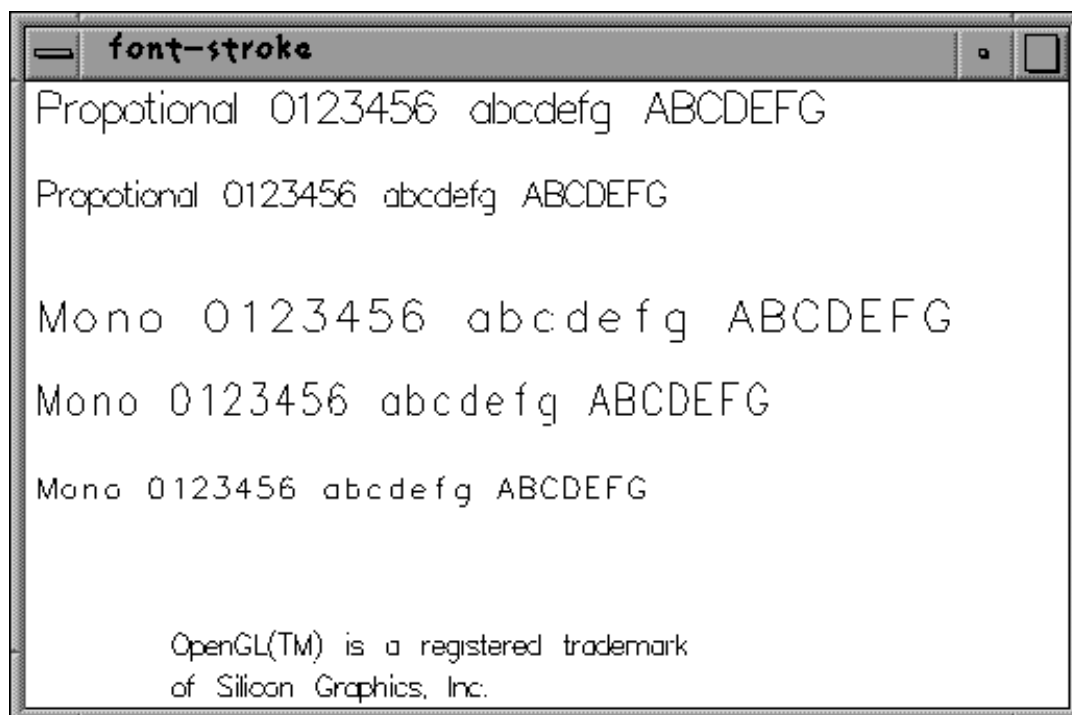 font-stroke
Propotional 0123456 abcdefg ABCDEFG
Propotional 0123456 abcdefg ABCDEFG
Mono 0123456 abcdefg ABCDEFG
Mono 0123456 abcdefg ABCDEFG
Mono 0123456 abcdefg ABCDEFG
OpenGL(TM) is a registered trademark
of Silicon Graphics, Inc.